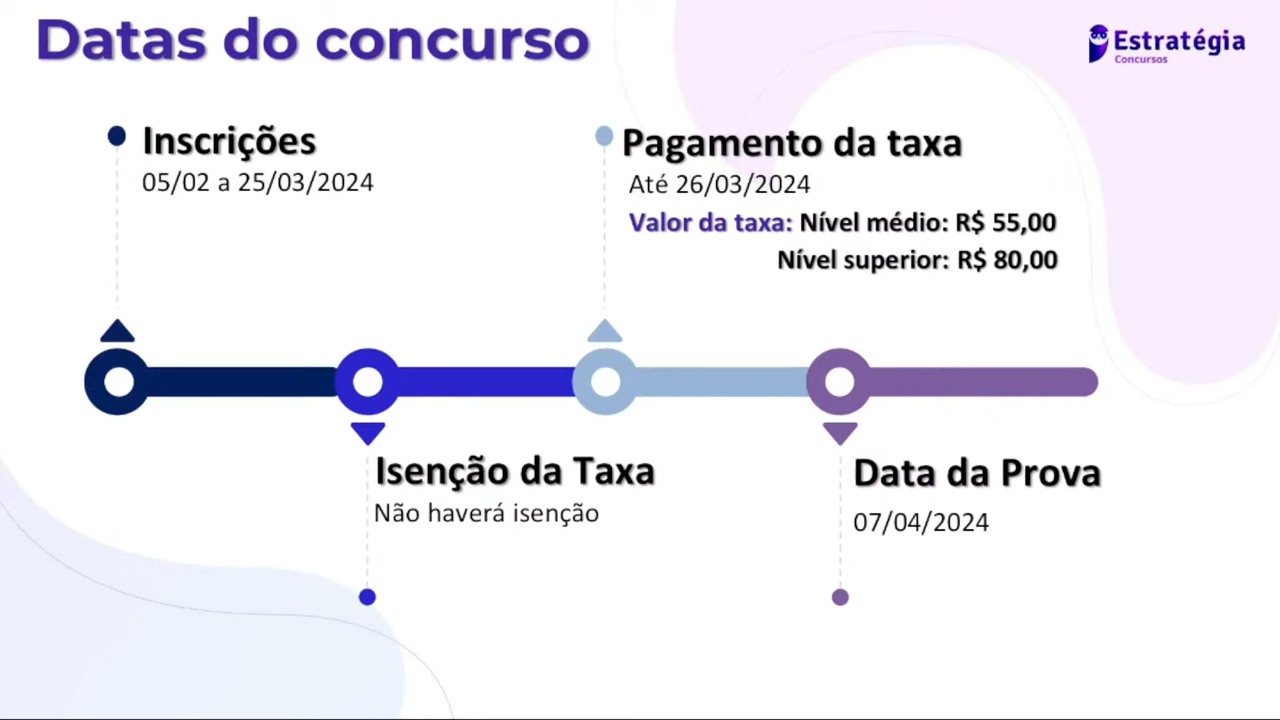 Datas do concurso
Estratégia
Concursos
Inscrições
05/02 a 25/03/2024
Pagamento da taxa
Até 26/03/2024
Valor da taxa: Nível médio: R$ 55,00
Nível superior: R$ 80,00
Isenção da Taxa
Não haverá isenção
Data da Prova
07/04/2024